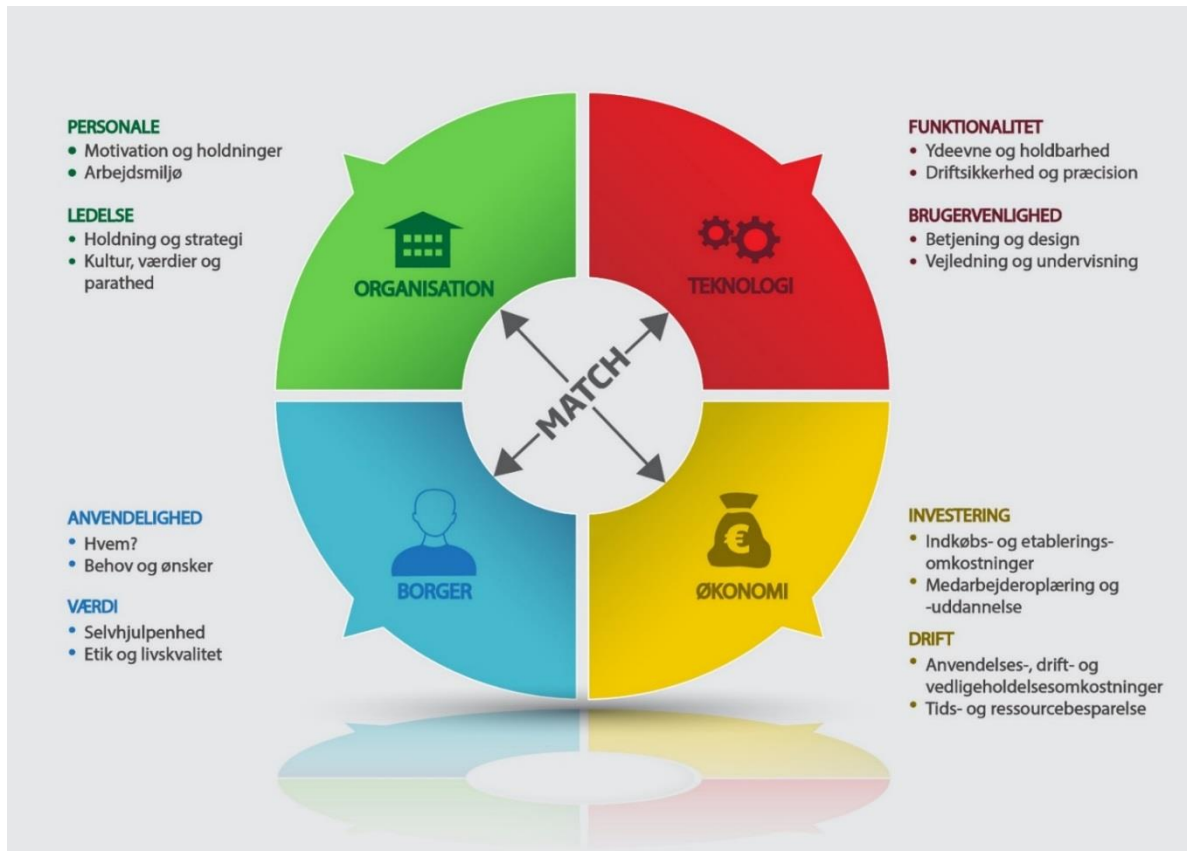 PERSONALE
• Motivation og holdninger
• Arbejdsmiljø
LEDELSE
• Holdning og strategi
• Kultur, værdier og
parathed
FUNKTIONALITET
• Ydeevne og holdbarhed
• Driftsikkerhed og præcision
BRUGERVENLIGHED
• Betjening og design
• Vejledning og undervisning
ORGANISATION
TEKNOLOGI
MATCH
BORGER
ØKONOMI
€
ANVENDELIGHED
• Hvem?
• Behov og ønsker
VÆRDI
• Selvhjulpenhed
• Etik og livskvalitet
INVESTERING
• Indkøbs- og etablerings-
omkostninger
• Medarbejderoplæring og
-uddannelse
DRIFT
• Anvendelses-, drift- og
vedligeholdelsesomkostninger
• Tids- og ressourcebesparelse